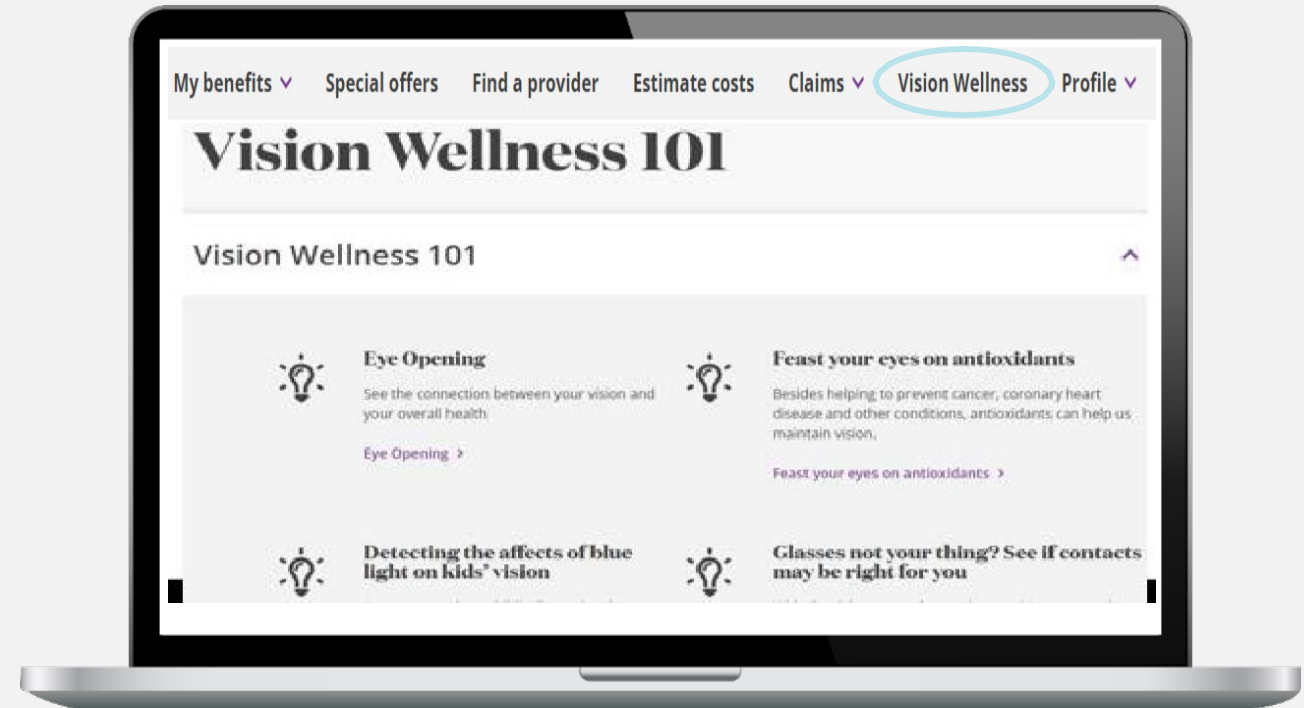 My benefits Special offers Find a provider Estimate costs Claims Vision Wellness Profile
Vision Wellness 101
Vision Wellness 101
Eye Opening
See the connection between your vision and
your overall health
Eye Opening >
Feast your eyes on antioxidants
Besides helping to prevent cancer, coronary heart
disease and other conditions, antioxidants can help us
maintain vision.
Feast your eyes on antioxidants >
Detecting the affects of blue
light on kids' vision
Glasses not your thing? See if contacts
may be right for you